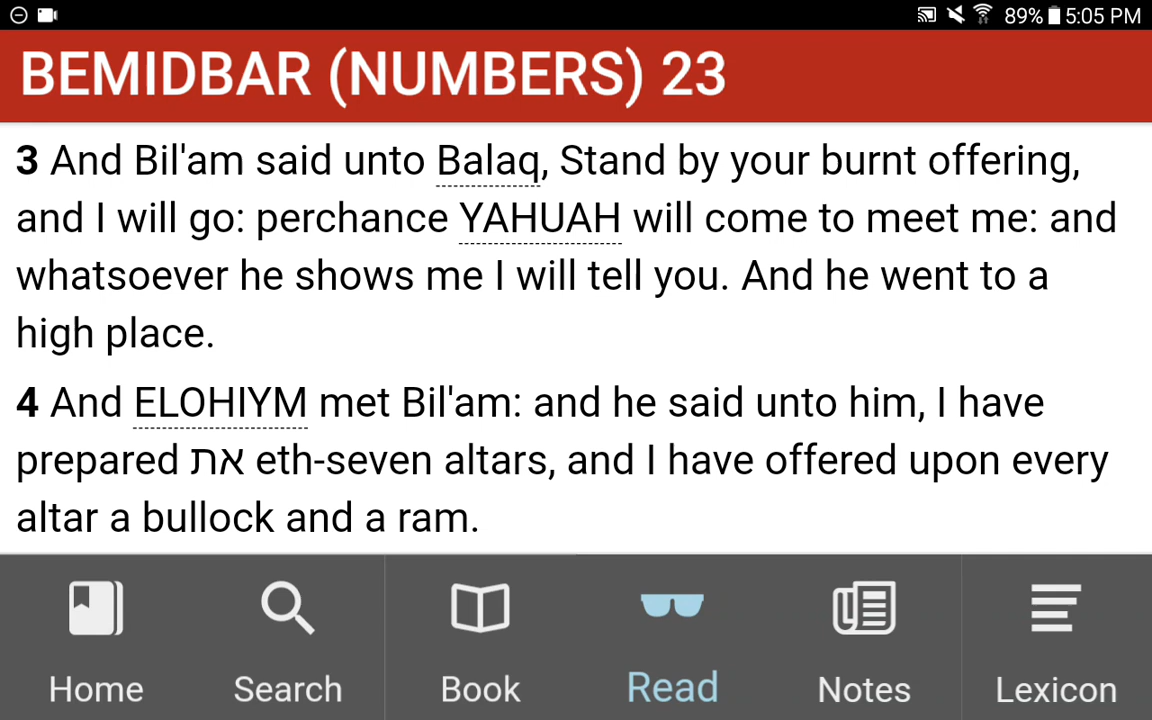 89% 5:05 PM
BEMIDBAR (NUMBERS) 23
3 And Bil'am said unto Balaq, Stand by your burnt offering,
and I will go: perchance YAHUAH will come to meet me: and
whatsoever he shows me I will tell you. And he went to a
high place.
4 And ELOHIYM met Bil'am: and he said unto him, I have
prepared את eth-seven altars, and I have offered upon every
altar a bullock and a ram.
Home Search Book Read Notes Lexicon